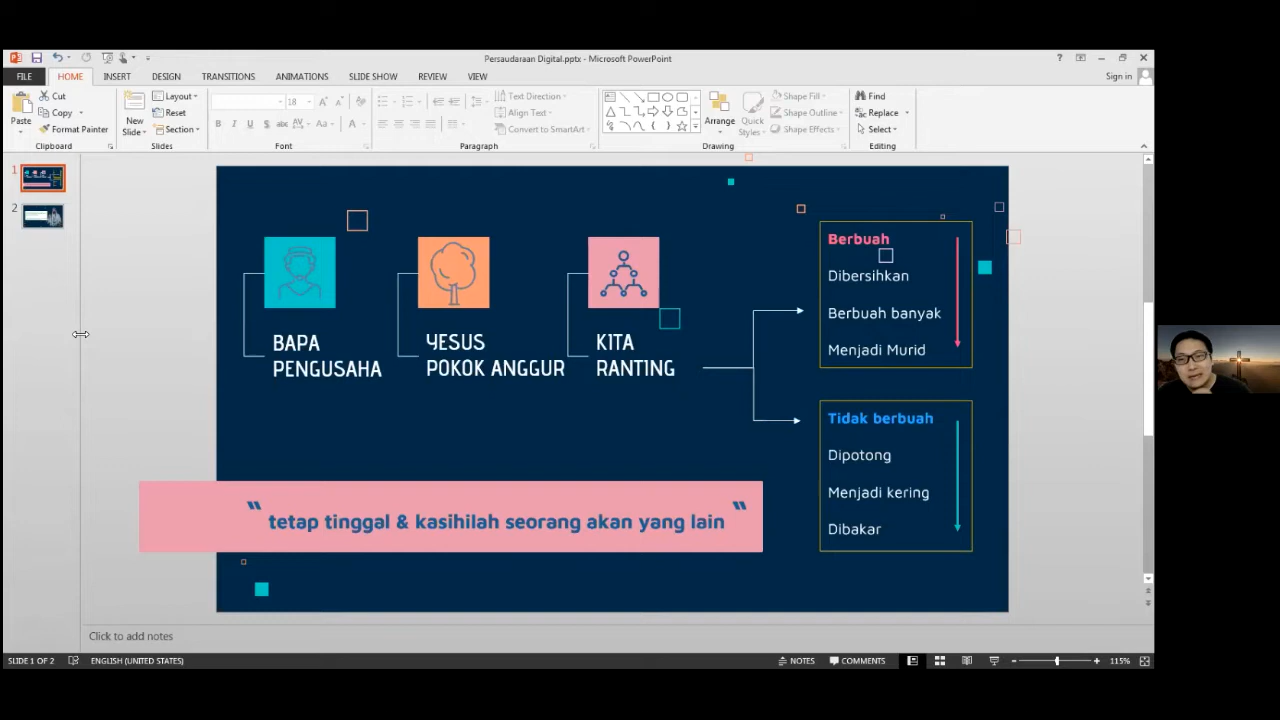 Persaudaraan Digital.pptx - Microsoft PowerPoint
Sign in
FILE HOME INSERT DESIGN TRANSITIONS ANIMATIONS SLIDE SHOW REVIEW VIEW
Paste
Cut
Copy
Format Painter
Clipboard
New Slide
Layout
Reset
Section
Slides
18
Font
Text Direction
Align Text
Convert to SmartArt
Paragraph
Arrange
Quick Styles
Shape Fill
Shape Outline
Shape Effects
Drawing
Find
Replace
Select
Editing
1
2
BAPA
PENGUSAHA
YESUS
POKOK ANGGUR
KITA
RANTING
Berbuah
Dibersihkan
Berbuah banyak
Menjadi Murid
Tidak berbuah
Dipotong
Menjadi kering
Dibakar
" tetap tinggal & kasihilah seorang akan yang lain "
Click to add notes
SLIDE 1 OF 2 ENGLISH (UNITED STATES) NOTES COMMENTS 115%